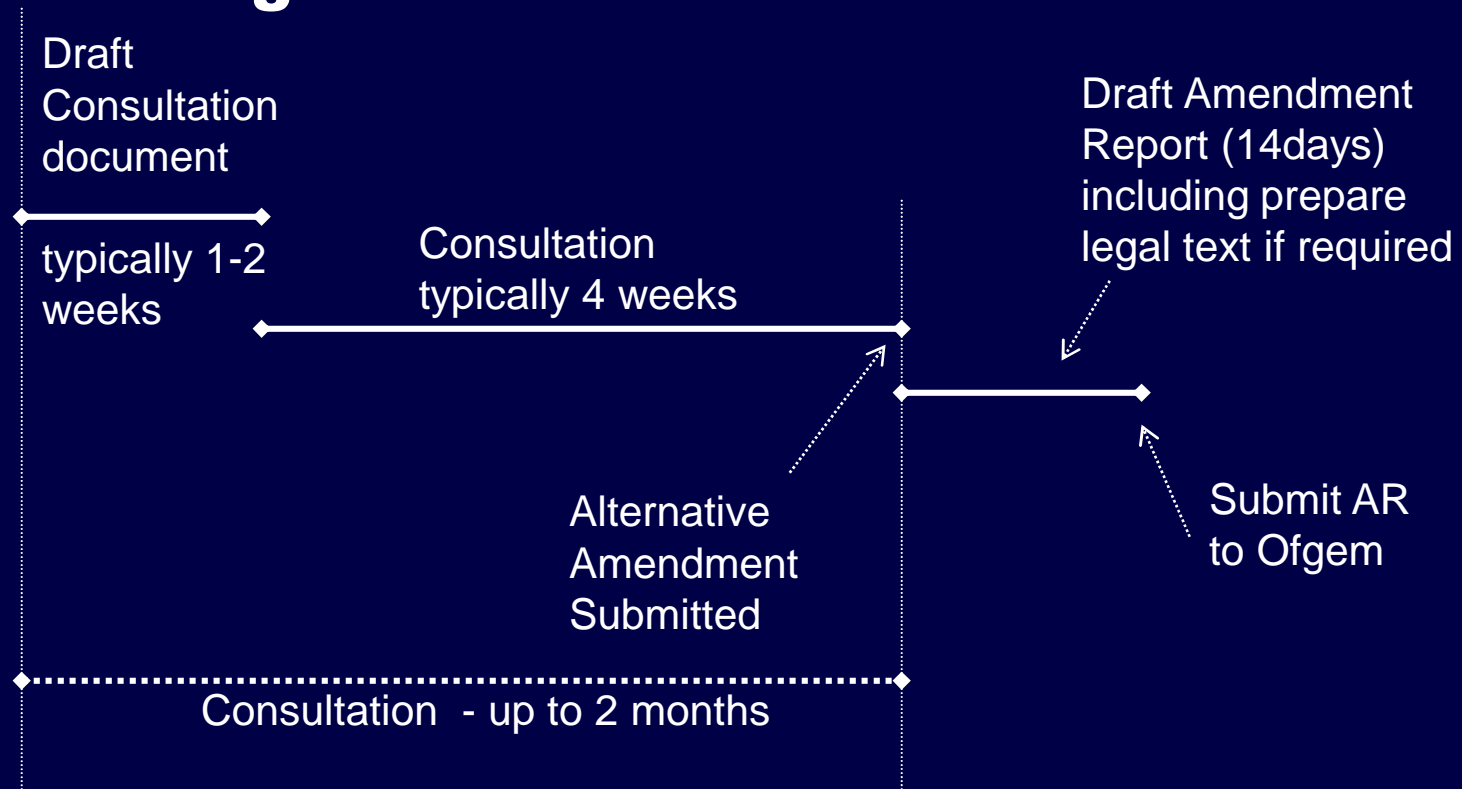 Draft
Consultation
document
typically 1-2
weeks
Consultation
typically 4 weeks
Draft Amendment
Report (14days)
including prepare
legal text if required
Alternative
Amendment
Submitted
Submit AR
to Ofgem
Consultation  - up to 2 months